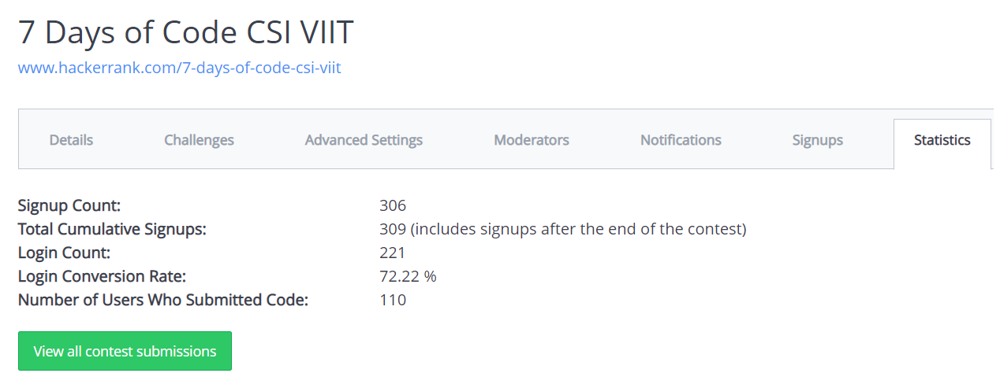 7 Days of Code CSI VIIT
www.hackerrank.com/7-days-of-code-csi-viit
Details Challenges Advanced Settings Moderators Notifications Signups Statistics
Signup Count: 306
Total Cumulative Signups: 309 (includes signups after the end of the contest)
Login Count: 221
Login Conversion Rate: 72.22 %
Number of Users Who Submitted Code: 110
View all contest submissions